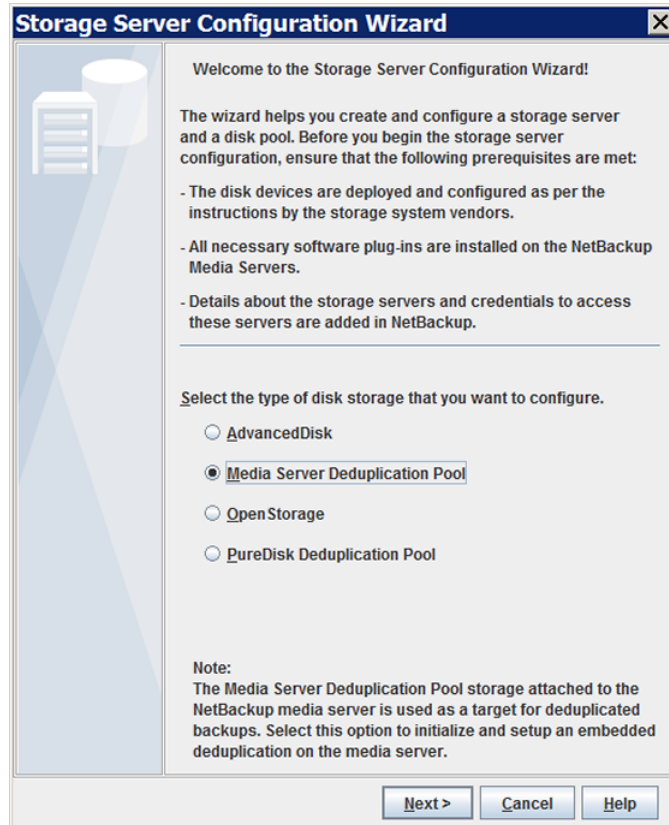 Storage Server Configuration Wizard
Welcome to the Storage Server Configuration Wizard!
The wizard helps you create and configure a storage server
and a disk pool. Before you begin the storage server
configuration, ensure that the following prerequisites are met:
- The disk devices are deployed and configured as per the
instructions by the storage system vendors.
- All necessary software plug-ins are installed on the NetBackup
Media Servers.
- Details about the storage servers and credentials to access
these servers are added in NetBackup.
Select the type of disk storage that you want to configure.
AdvancedDisk
Media Server Deduplication Pool
OpenStorage
PureDisk Deduplication Pool
Note:
The Media Server Deduplication Pool storage attached to the
NetBackup media server is used as a target for deduplicated
backups. Select this option to initialize and setup an embedded
deduplication on the media server.
Next >
Cancel
Help